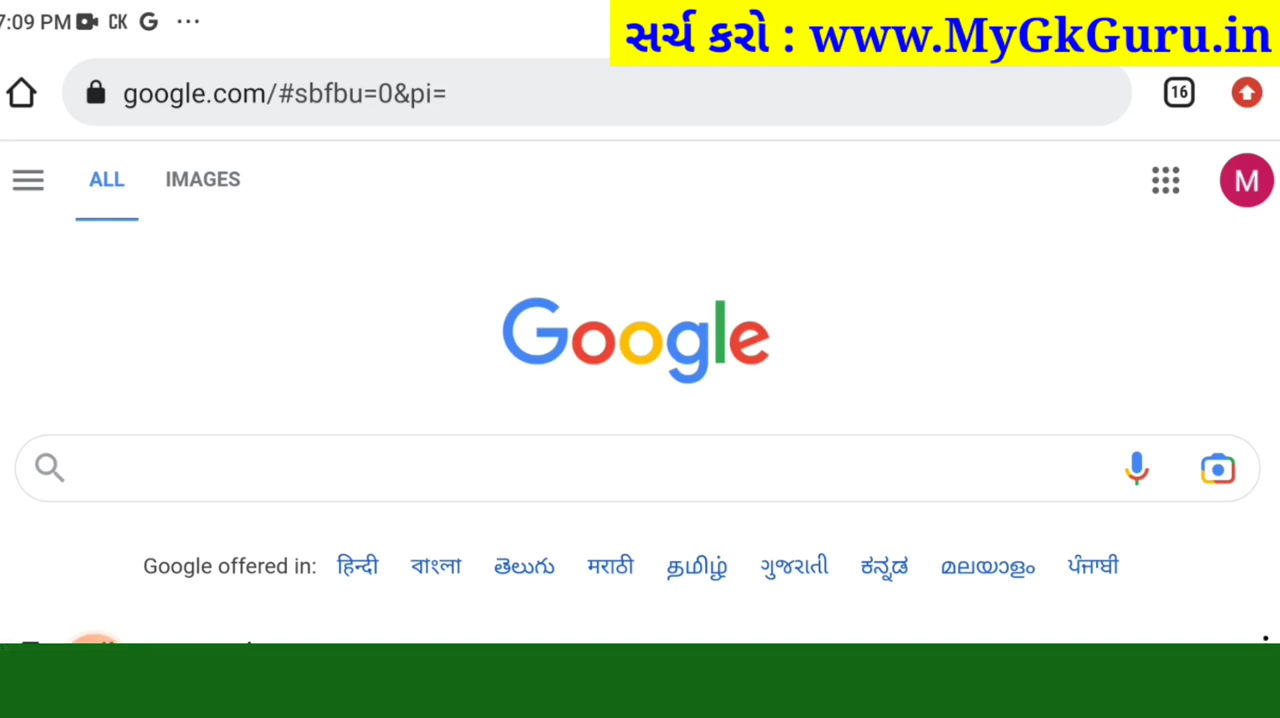 7:09 PM CK G ...
સર્ચ કરો : www.MyGkGuru.in
google.com/#sbfbu=0&pi=
16
ALL IMAGES
M
Google
Google offered in: हिन्दी বাংলা తెలుగు मराठी தமிழ் ગુજરાતી ಕನ್ನಡ മലയാളം ਪੰਜਾਬੀ